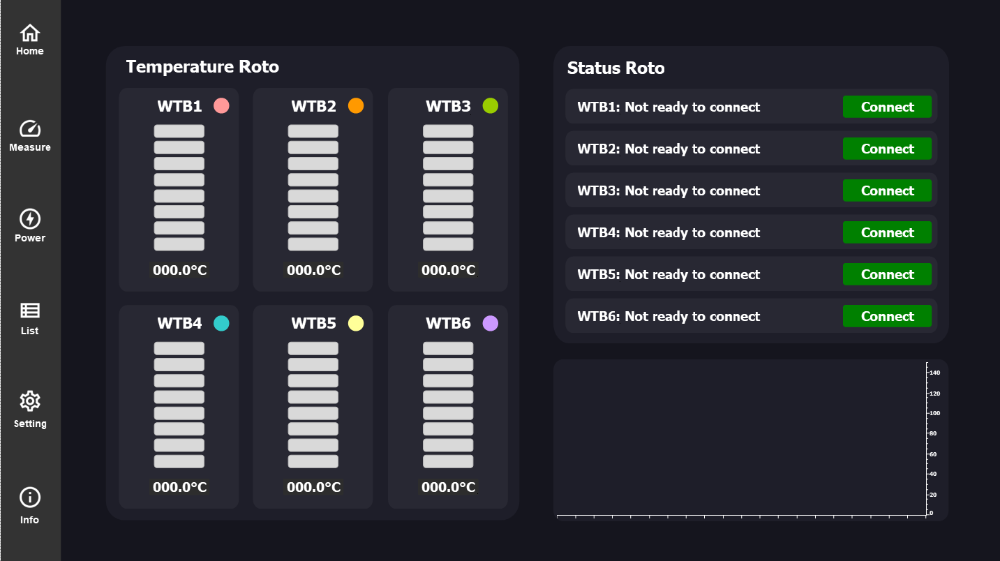 Home
Measure
Power
List
Setting
Info
Temperature Roto
WTB1
WTB2
WTB3
000.0°C
000.0°C
000.0°C
WTB4
WTB5
WTB6
000.0°C
000.0°C
000.0°C
Status Roto
WTB1: Not ready to connect
Connect
WTB2: Not ready to connect
Connect
WTB3: Not ready to connect
Connect
WTB4: Not ready to connect
Connect
WTB5: Not ready to connect
Connect
WTB6: Not ready to connect
Connect
140
120
100
80
60
40
20
0